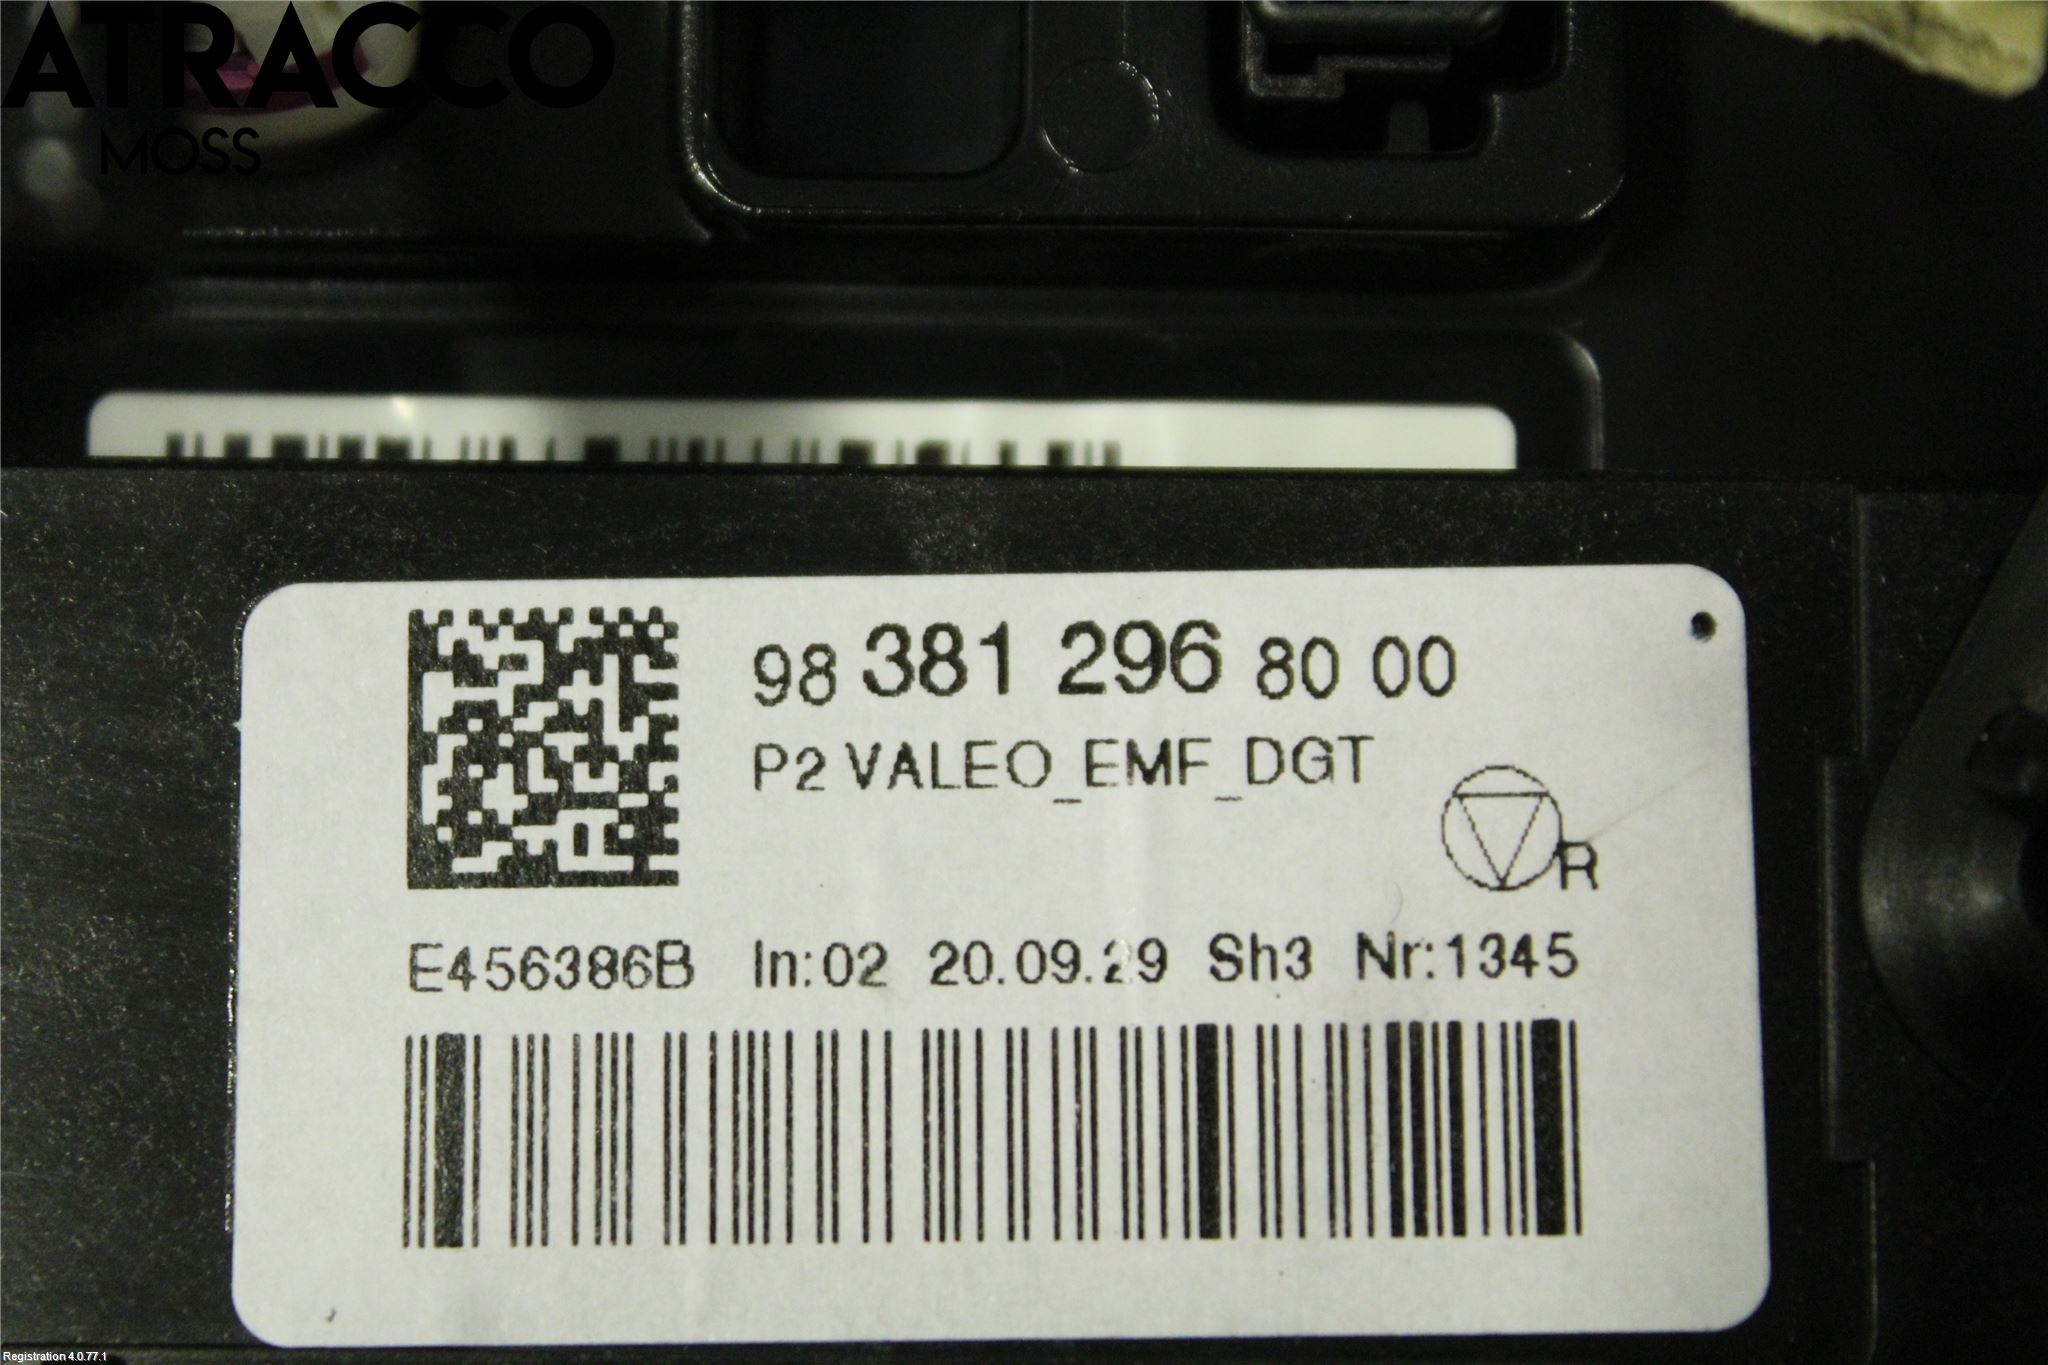 ATRACCO
MOSS
98 381 296 80 00
P2 VALEO_EMF_DGT
R
E456386B In:02 20.09.29 Sh3 Nr:1345
Registration 4.0.77.1